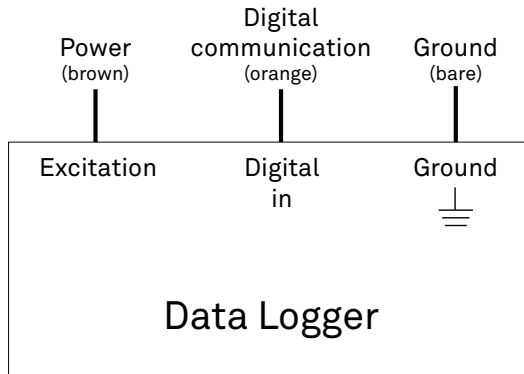 Power
(brown)
Digital
communication
(orange)
Ground
(bare)
Excitation
Digital
in
Ground
Data Logger